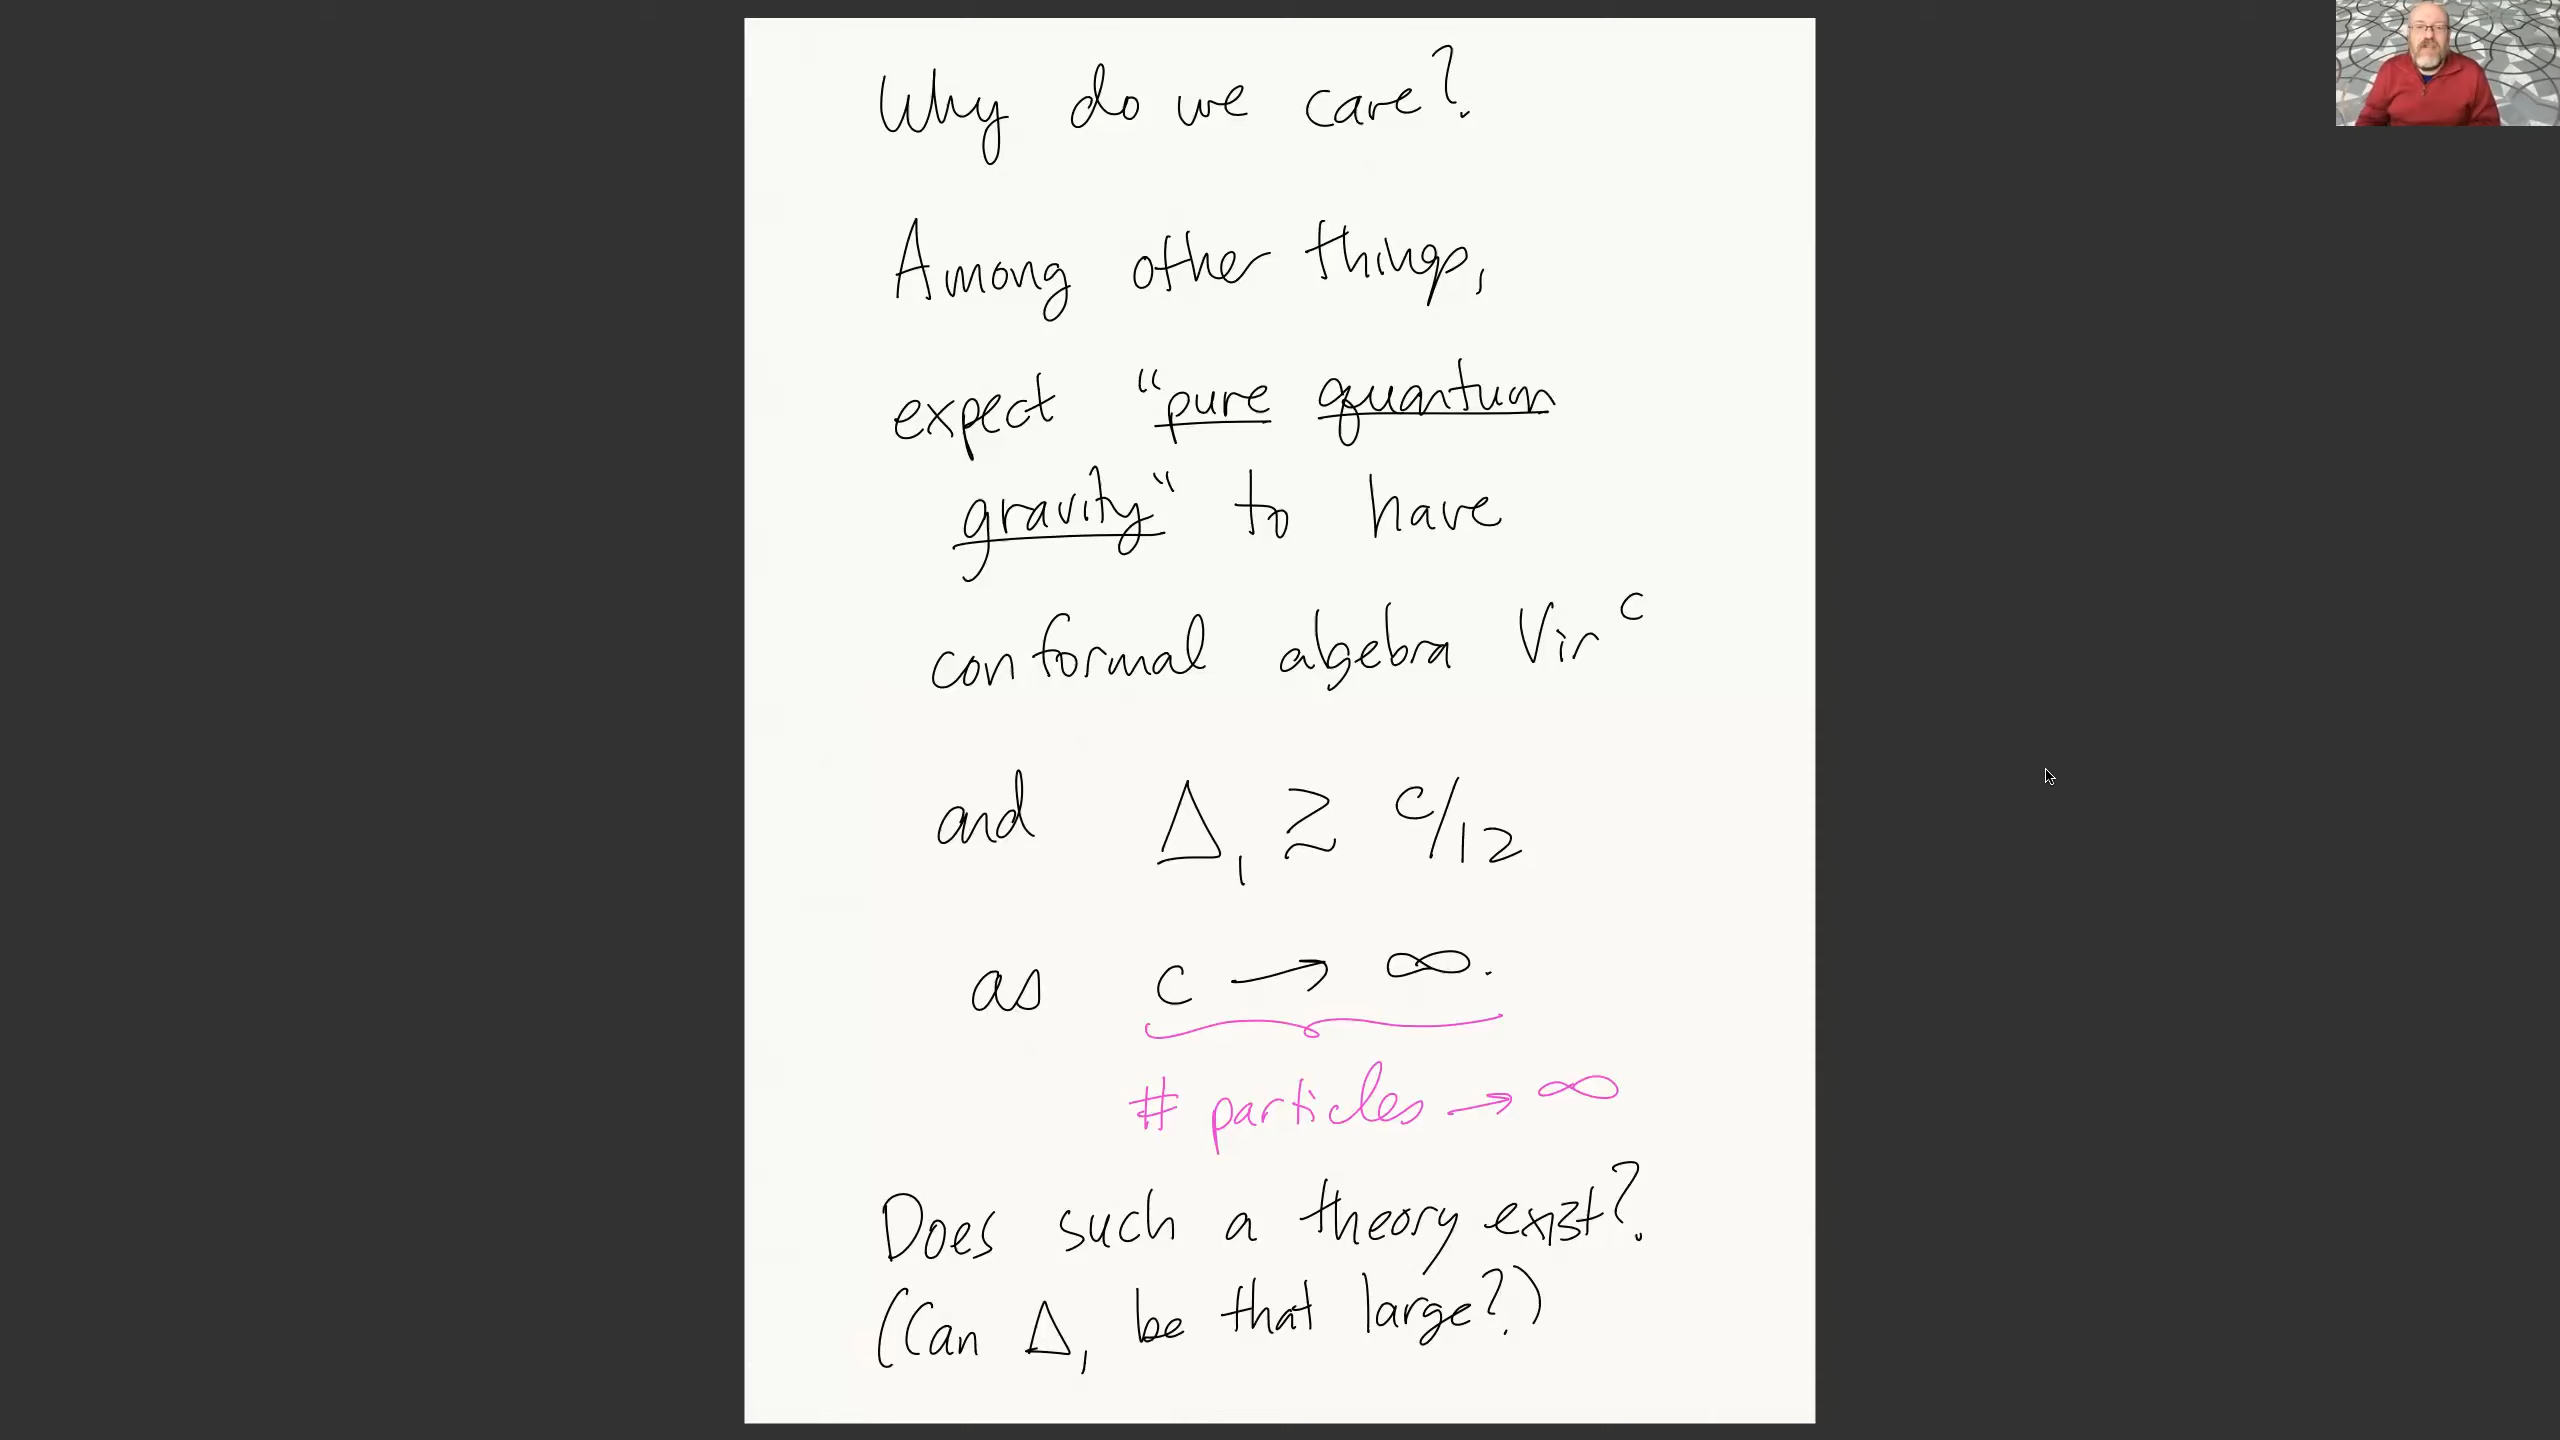 Why do we care?
Among other things,
expect "pure quantum
gravity" to have
conformal algebra Vir^c
and Δ₁ ≳ c/12
as c → ∞.
# particles → ∞
Does such a theory exist?
(Can Δ₁ be that large?)